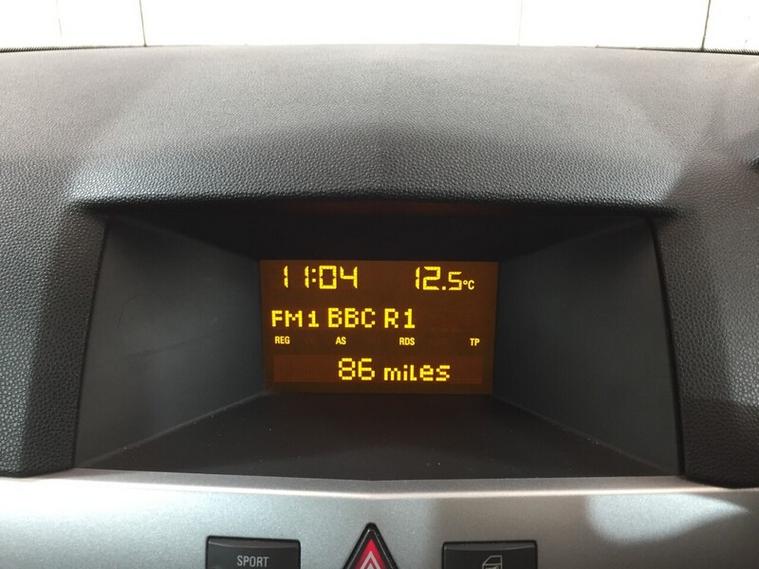 11:04 12.5°C
FM1 BBC R1
REG AS RDS TP
86 miles
SPORT